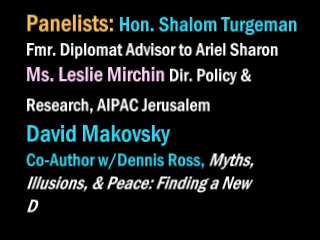 Panelists: Hon. Shalom Turgeman
Fmr. Diplomat Advisor to Ariel Sharon
Ms. Leslie Mirchin Dir. Policy &
Research, AIPAC Jerusalem
David Makovsky
Co-Author w/Dennis Ross, Myths,
Illusions, & Peace: Finding a New
D